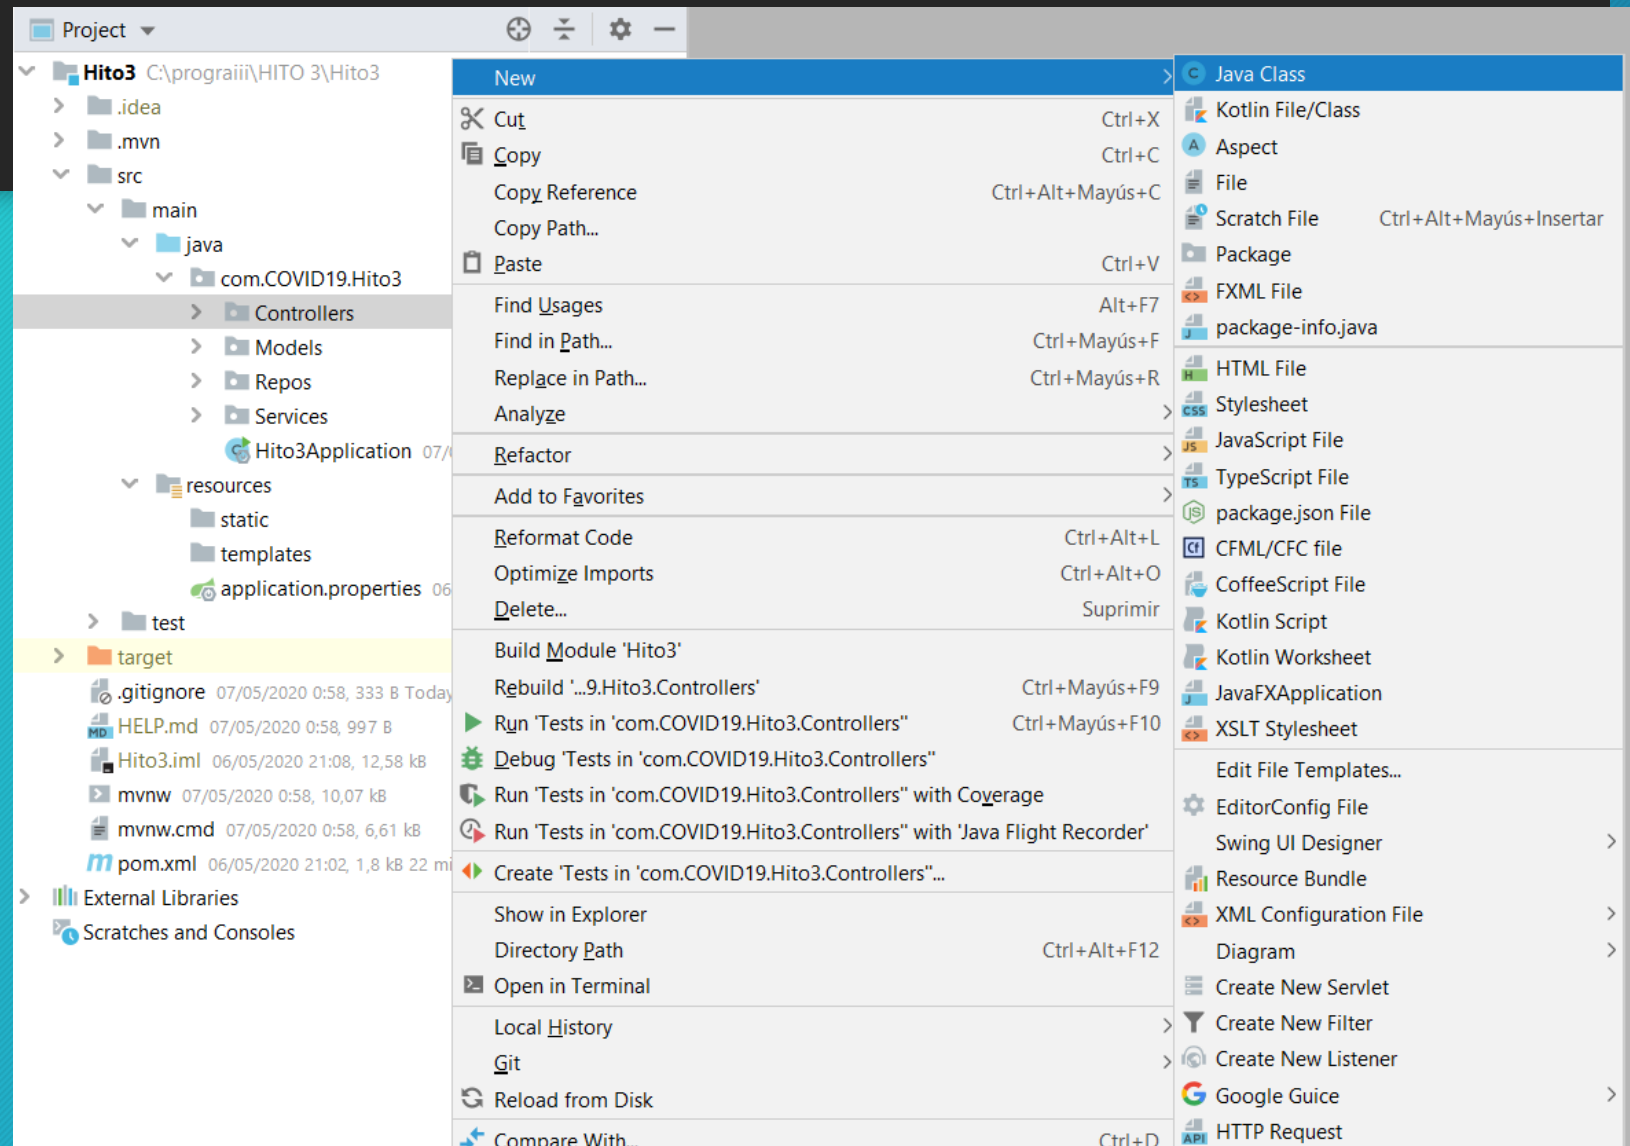 Project
Hito3 C:\prograiii\HITO 3\Hito3
.idea
.mvn
src
main
java
com.COVID19.Hito3
Controllers
Models
Repos
Services
Hito3Application 07/
resources
static
templates
application.properties 06
test
target
.gitignore 07/05/2020 0:58, 333 B Today
HELP.md 07/05/2020 0:58, 997 B
Hito3.iml 06/05/2020 21:08, 12,58 kB
mvnw 07/05/2020 0:58, 10,07 kB
mvnw.cmd 07/05/2020 0:58, 6,61 kB
pom.xml 06/05/2020 21:02, 1,8 kB 22 mi
External Libraries
Scratches and Consoles
New
Cut Ctrl+X
Copy Ctrl+C
Copy Reference Ctrl+Alt+Mayús+C
Copy Path...
Paste Ctrl+V
Find Usages Alt+F7
Find in Path... Ctrl+Mayús+F
Replace in Path... Ctrl+Mayús+R
Analyze
Refactor
Add to Favorites
Reformat Code Ctrl+Alt+L
Optimize Imports Ctrl+Alt+O
Delete... Suprimir
Build Module 'Hito3'
Rebuild '...9.Hito3.Controllers' Ctrl+Mayús+F9
Run 'Tests in 'com.COVID19.Hito3.Controllers'' Ctrl+Mayús+F10
Debug 'Tests in 'com.COVID19.Hito3.Controllers''
Run 'Tests in 'com.COVID19.Hito3.Controllers'' with Coverage
Run 'Tests in 'com.COVID19.Hito3.Controllers'' with 'Java Flight Recorder'
Create 'Tests in 'com.COVID19.Hito3.Controllers''...
Show in Explorer
Directory Path Ctrl+Alt+F12
Open in Terminal
Local History
Git
Reload from Disk
Compare With... Ctrl+D
Java Class
Kotlin File/Class
Aspect
File
Scratch File Ctrl+Alt+Mayús+Insertar
Package
FXML File
package-info.java
HTML File
Stylesheet
JavaScript File
TypeScript File
package.json File
CFML/CFC file
CoffeeScript File
Kotlin Script
Kotlin Worksheet
JavaFXApplication
XSLT Stylesheet
Edit File Templates...
EditorConfig File
Swing UI Designer
Resource Bundle
XML Configuration File
Diagram
Create New Servlet
Create New Filter
Create New Listener
Google Guice
HTTP Request